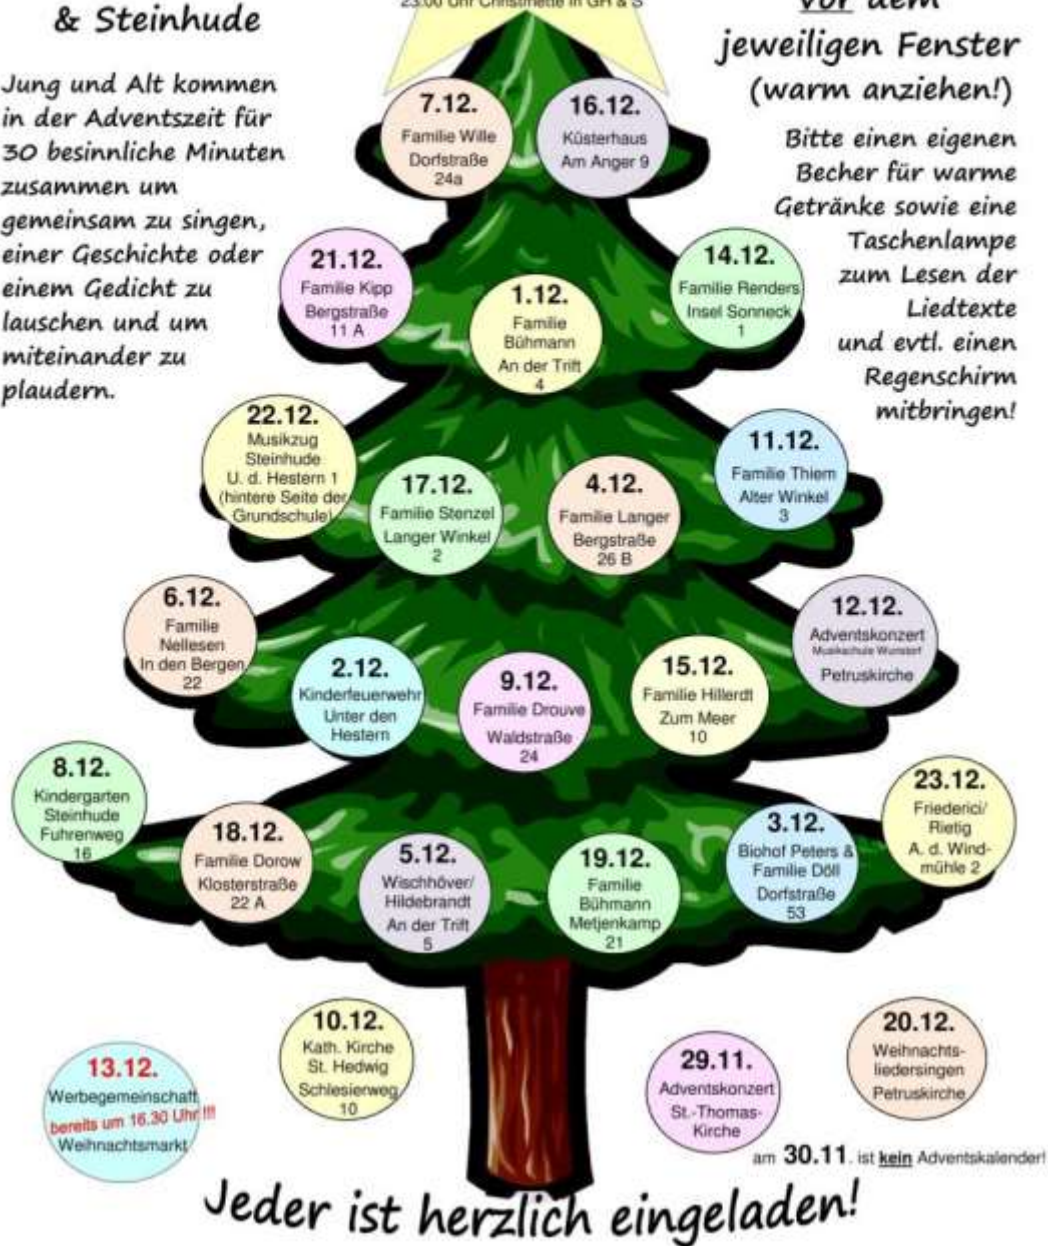 23.00 Uhr Christmette in GH & S
& Steinhude
Jung und Alt kommen
in der Adventszeit für
30 besinnliche Minuten
zusammen um
gemeinsam zu singen,
einer Geschichte oder
einem Gedicht zu
lauschen und um
miteinander zu
plaudern.
vor dem
jeweiligen Fenster
(warm anziehen!)
Bitte einen eigenen
Becher für warme
Getränke sowie eine
Taschenlampe
zum Lesen der
Liedtexte
und evtl. einen
Regenschirm
mitbringen!
7.12.
Familie Wille
Dorfstraße
24a
16.12.
Küsterhaus
Am Anger 9
21.12.
Familie Kipp
Bergstraße
11 A
1.12.
Familie
Bühmann
An der Trift
4
14.12.
Familie Renders
Insel Sonneck
1
22.12.
Musikzug
Steinhude
U. d. Hestern 1
(hintere Seite der
Grundschule)
17.12.
Familie Stenzel
Langer Winkel
2
4.12.
Familie Langer
Bergstraße
26 B
11.12.
Familie Thiem
Alter Winkel
3
6.12.
Familie
Nellesen
In den Bergen
22
2.12.
Kinderfeuerwehr
Unter den
Hestern
9.12.
Familie Drouve
Waldstraße
24
15.12.
Familie Hillerdt
Zum Meer
10
12.12.
Adventskonzert
Musikschule Wunstorf
Petruskirche
8.12.
Kindergarten
Steinhude
Fuhrenweg
16
18.12.
Familie Dorow
Klosterstraße
22 A
5.12.
Wischhöver/
Hildebrandt
An der Trift
5
19.12.
Familie
Bühmann
Metjenkamp
21
3.12.
Biohof Peters &
Familie Döll
Dorfstraße
53
23.12.
Friederici/
Rietig
A. d. Wind-
mühle 2
13.12.
Werbegemeinschaft
bereits um 16.30 Uhr !!!
Weihnachtsmarkt
10.12.
Kath. Kirche
St. Hedwig
Schlesierweg
10
29.11.
Adventskonzert
St.-Thomas-
Kirche
20.12.
Weihnachts-
liedersingen
Petruskirche
am 30.11. ist kein Adventskalender!
Jeder ist herzlich eingeladen!